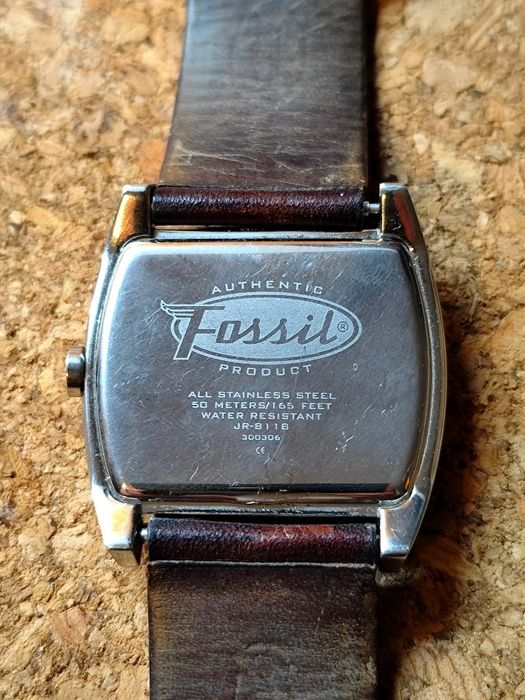 AUTHENTIC
Fossil®
PRODUCT
ALL STAINLESS STEEL
50 METERS/165 FEET
WATER RESISTANT
JR-8118
300306
CE